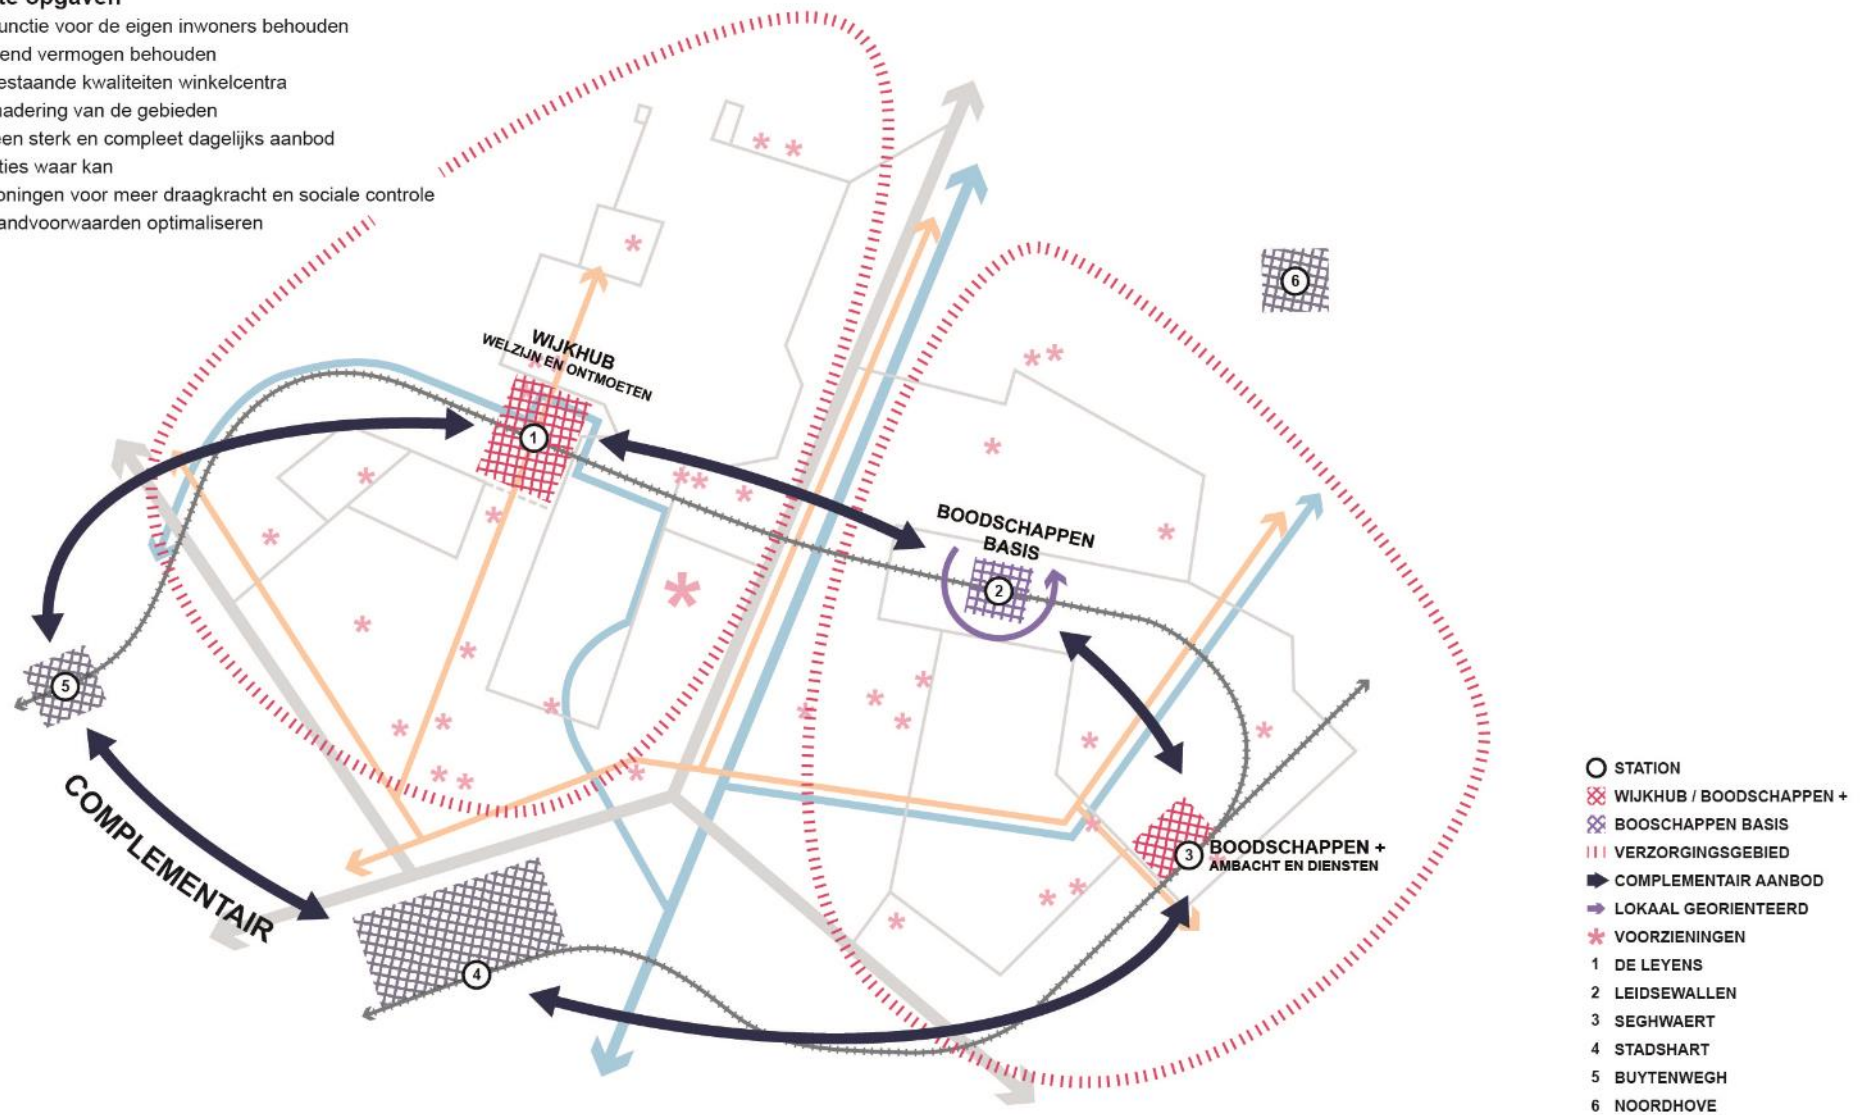 te opgaven
unctie voor de eigen inwoners behouden
end vermogen behouden
estaande kwaliteiten winkelcentra
nadering van de gebieden
een sterk en compleet dagelijks aanbod
ties waar kan
oningen voor meer draagkracht en sociale controle
andvoorwaarden optimaliseren
6
WIJKHUB
WELZIJN EN ONTMOETEN
1
BOODSCHAPPEN
BASIS
2
5
COMPLEMENTAIR
3
BOODSCHAPPEN +
AMBACHT EN DIENSTEN
4
STATION
WIJKHUB / BOODSCHAPPEN +
BOOSCHAPPEN BASIS
VERZORGINGSGEBIED
COMPLEMENTAIR AANBOD
LOKAAL GEORIENTEERD
VOORZIENINGEN
1 DE LEYENS
2 LEIDSEWALLEN
3 SEGHWAERT
4 STADSHART
5 BUYTENWEGH
6 NOORDHOVE